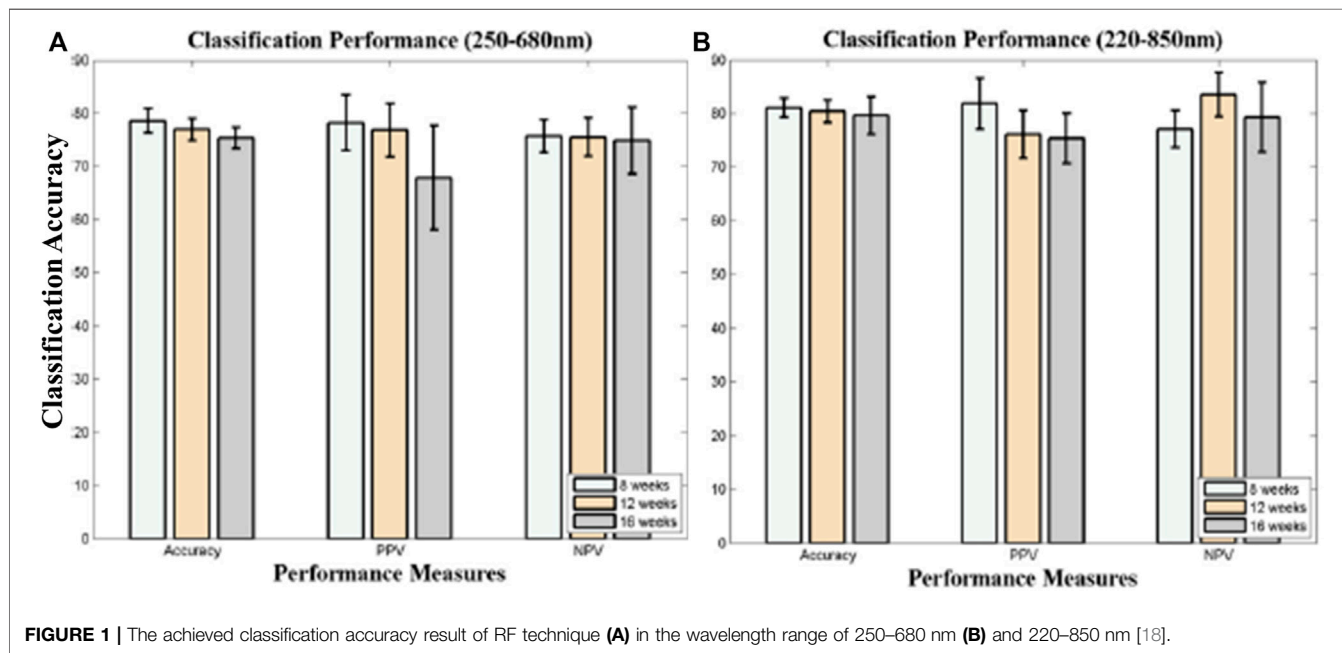 A
Classification Performance (250-680nm)
Classification Accuracy
90
80
70
60
50
40
30
20
10
0
Accuracy
PPV
NPV
8 weeks
12 weeks
16 weeks
Performance Measures
B
Classification Performance (220-850nm)
90
80
70
60
50
40
30
20
10
0
Accuracy
PPV
NPV
8 weeks
12 weeks
16 weeks
Performance Measures
FIGURE 1 | The achieved classification accuracy result of RF technique (A) in the wavelength range of 250–680 nm (B) and 220–850 nm [18].